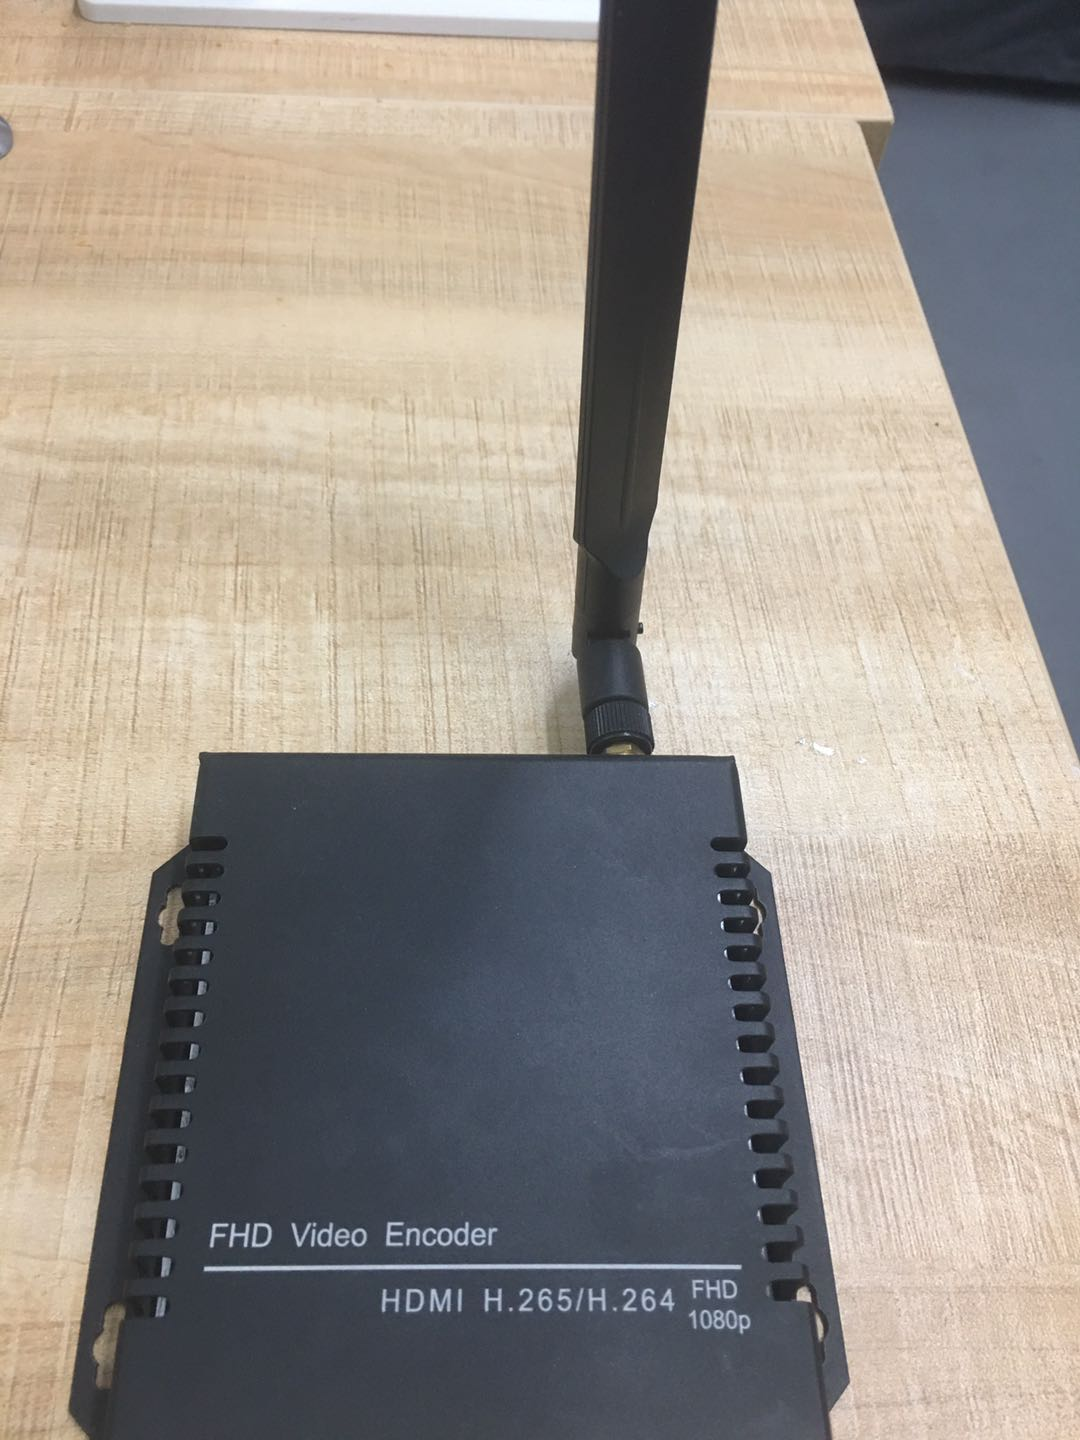 FHD Video Encoder
HDMI H.265/H.264 FHD
1080p